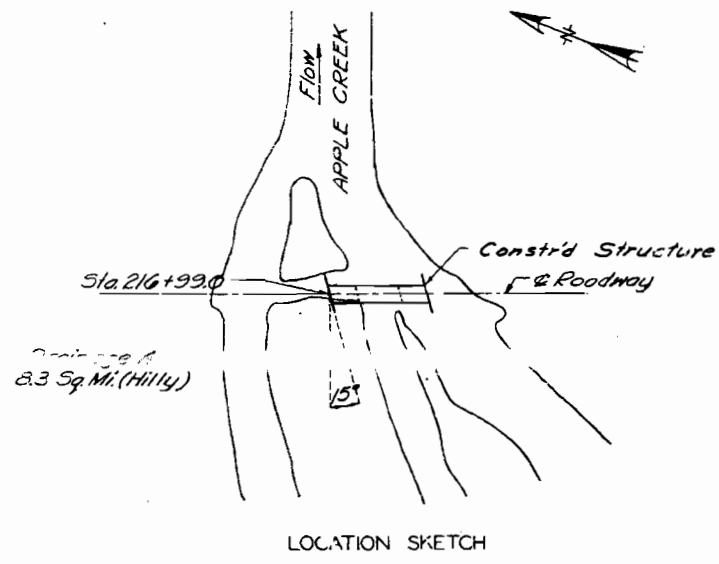 Flow
APPLE CREEK
Constr'd Structure
Sta. 216+99.0
℄ Roadway
8.3 Sq. Mi. (Hilly)
15°
LOCATION SKETCH